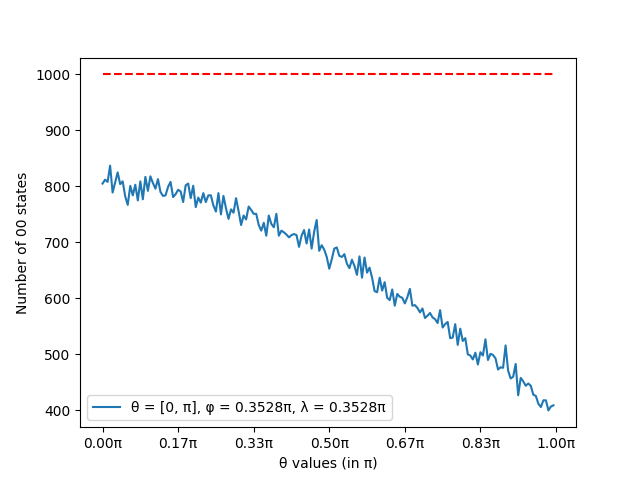 1000
900
800
700
600
500
400
Number of 00 states
θ = [0, π], φ = 0.3528π, λ = 0.3528π
0.00π 0.17π 0.33π 0.50π 0.67π 0.83π 1.00π
θ values (in π)